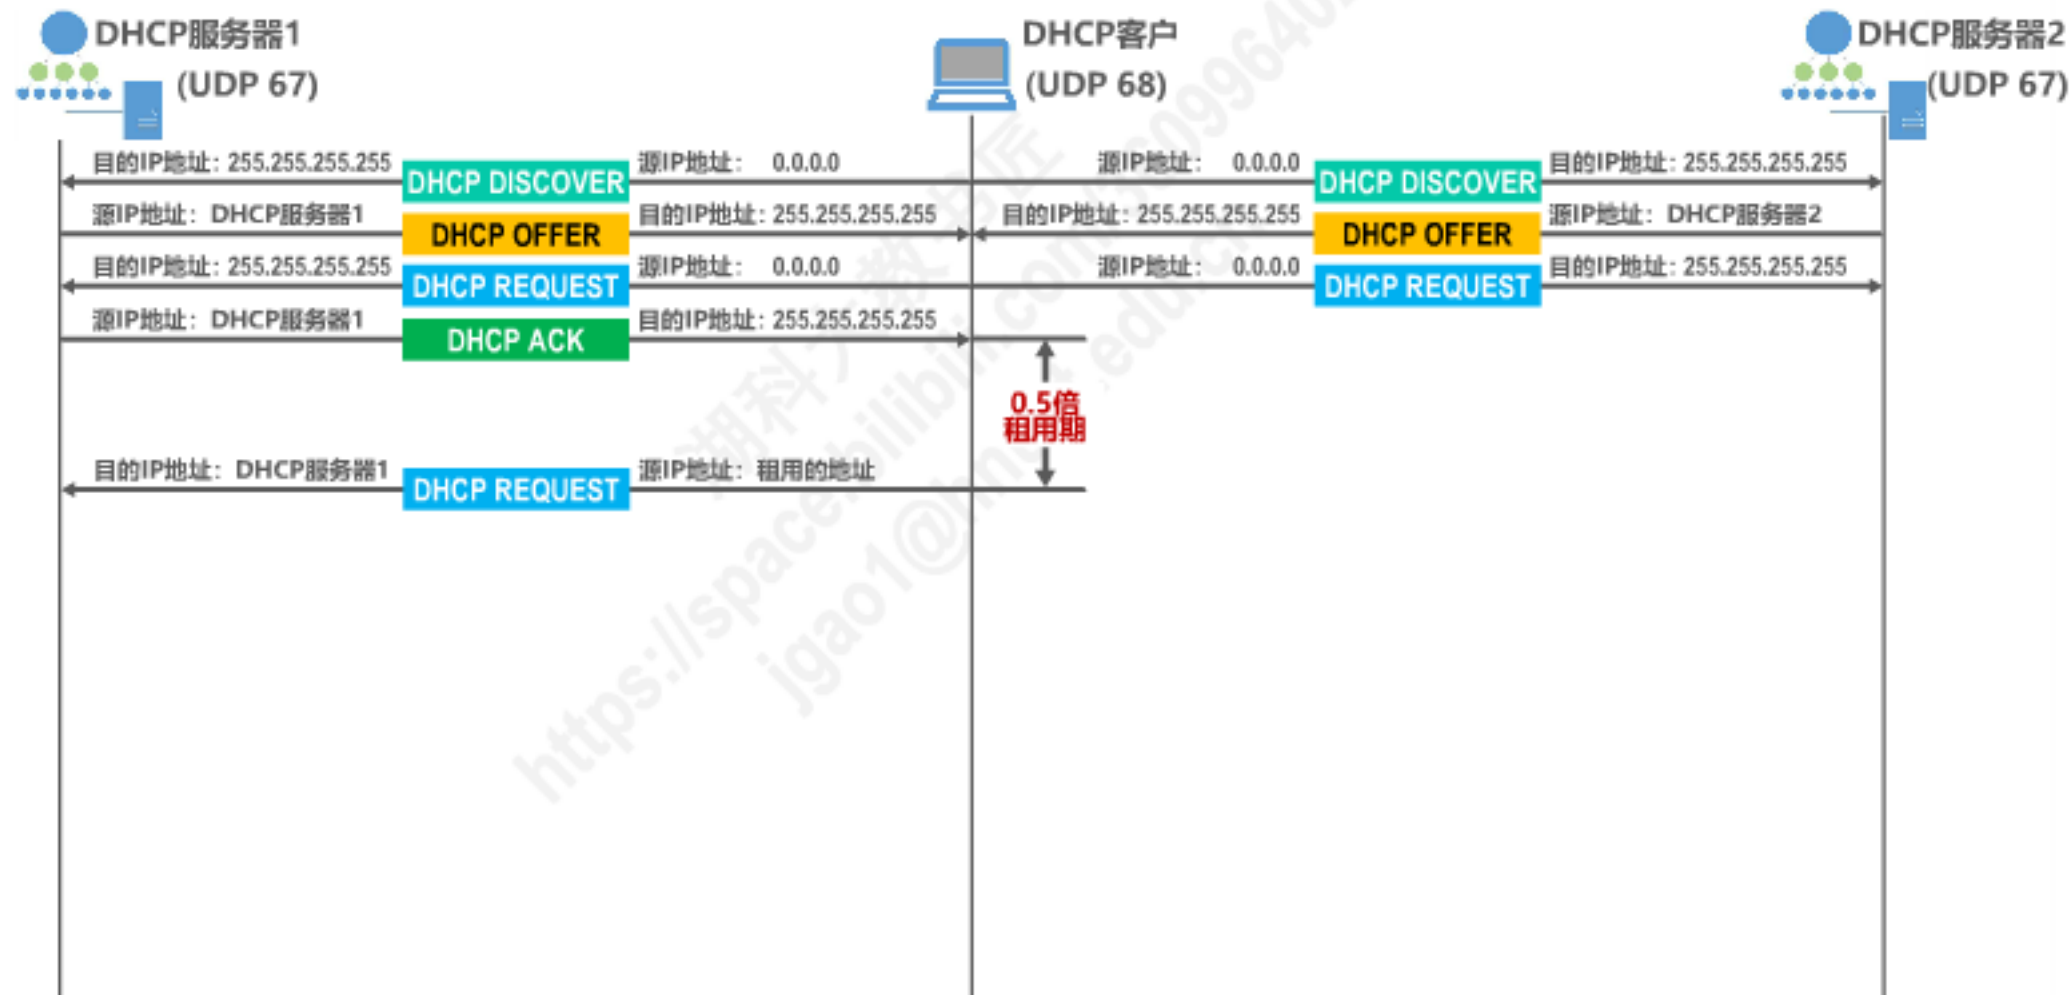 DHCP服务器1
(UDP 67)
DHCP客户
(UDP 68)
DHCP服务器2
(UDP 67)
目的IP地址: 255.255.255.255 DHCP DISCOVER 源IP地址: 0.0.0.0 源IP地址: 0.0.0.0 DHCP DISCOVER 目的IP地址: 255.255.255.255
源IP地址: DHCP服务器1 DHCP OFFER 目的IP地址: 255.255.255.255 目的IP地址: 255.255.255.255 DHCP OFFER 源IP地址: DHCP服务器2
目的IP地址: 255.255.255.255 DHCP REQUEST 源IP地址: 0.0.0.0 源IP地址: 0.0.0.0 DHCP REQUEST 目的IP地址: 255.255.255.255
源IP地址: DHCP服务器1 DHCP ACK 目的IP地址: 255.255.255.255
0.5倍
租用期
目的IP地址: DHCP服务器1 DHCP REQUEST 源IP地址: 租用的地址
湖科大教书匠